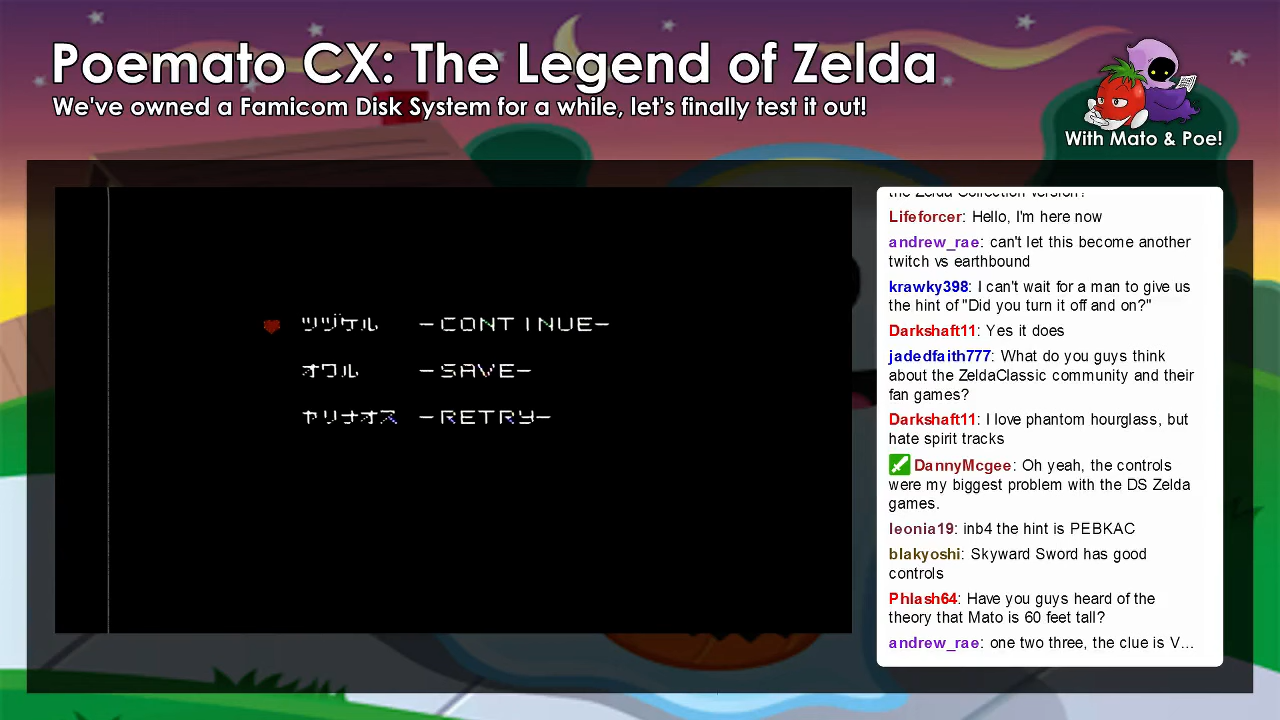 Poemato CX: The Legend of Zelda
We've owned a Famicom Disk System for a while, let's finally test it out!
With Mato & Poe!
ツヅケル -CONTINUE-
オワル -SAVE-
ヤリナオス -RETRY-
the Zelda Collection version?
Lifeforcer: Hello, I'm here now
andrew_rae: can't let this become another
twitch vs earthbound
krawky398: I can't wait for a man to give us
the hint of "Did you turn it off and on?"
Darkshaft11: Yes it does
jadedfaith777: What do you guys think
about the ZeldaClassic community and their
fan games?
Darkshaft11: I love phantom hourglass, but
hate spirit tracks
DannyMcgee: Oh yeah, the controls
were my biggest problem with the DS Zelda
games.
leonia19: inb4 the hint is PEBKAC
blakyoshi: Skyward Sword has good
controls
Phlash64: Have you guys heard of the
theory that Mato is 60 feet tall?
andrew_rae: one two three, the clue is V...